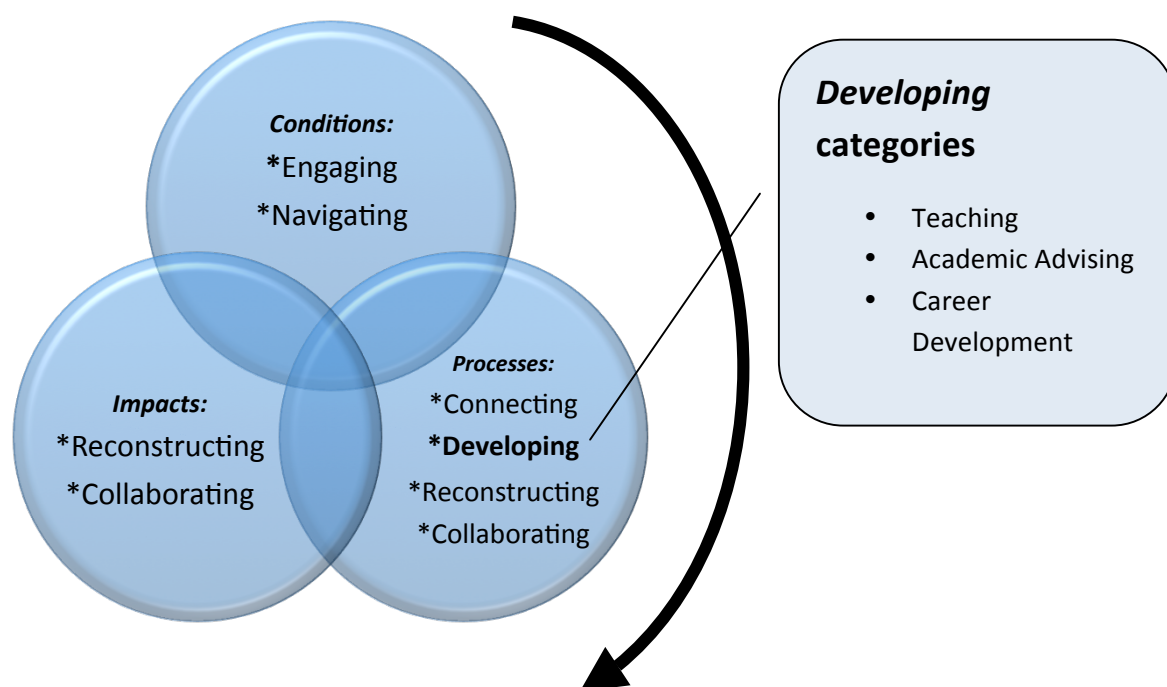 Conditions:
*Engaging
*Navigating
Impacts:
*Reconstructing
*Collaborating
Processes:
*Connecting
*Developing
*Reconstructing
*Collaborating
Developing
categories
• Teaching
• Academic Advising
• Career
Development